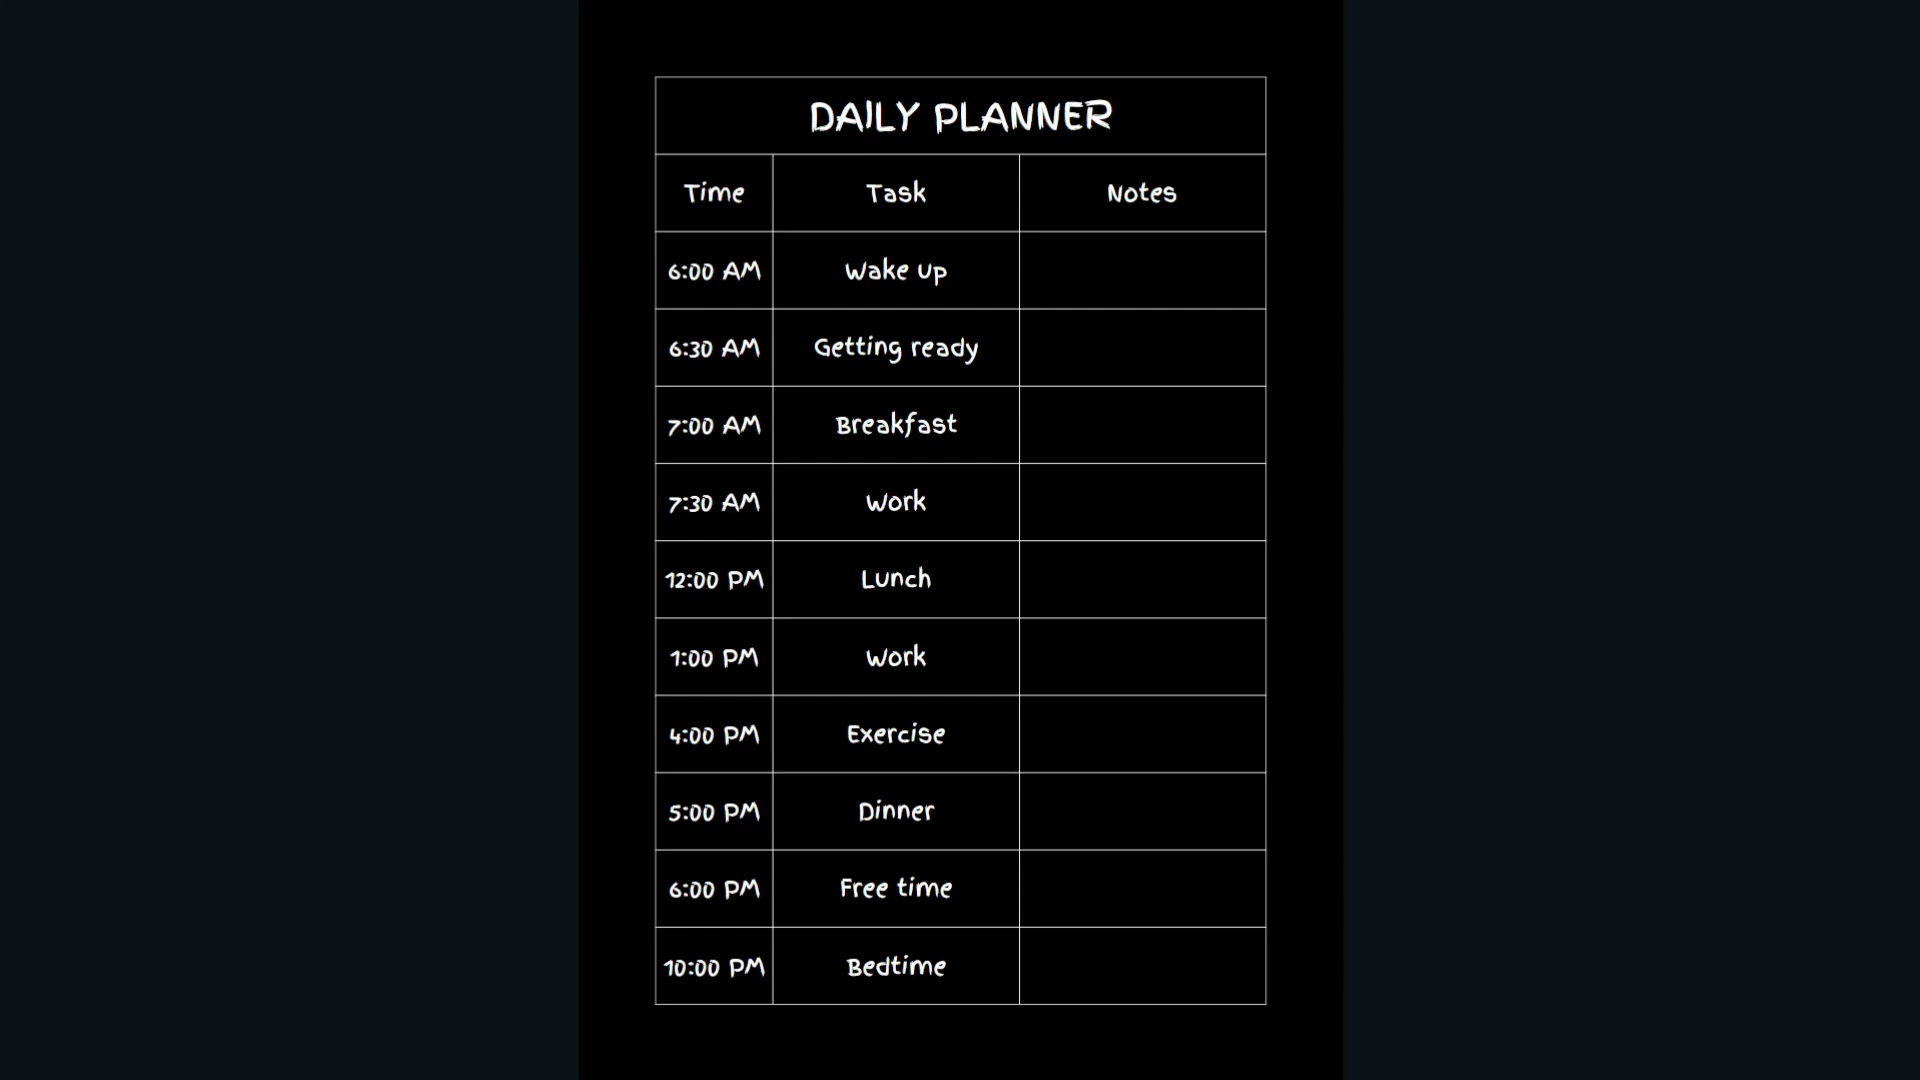 DAILY PLANNER
Time Task Notes
6:00 AM Wake up
6:30 AM Getting ready
7:00 AM Breakfast
7:30 AM Work
12:00 PM Lunch
1:00 PM Work
4:00 PM Exercise
5:00 PM Dinner
6:00 PM Free time
10:00 PM Bedtime